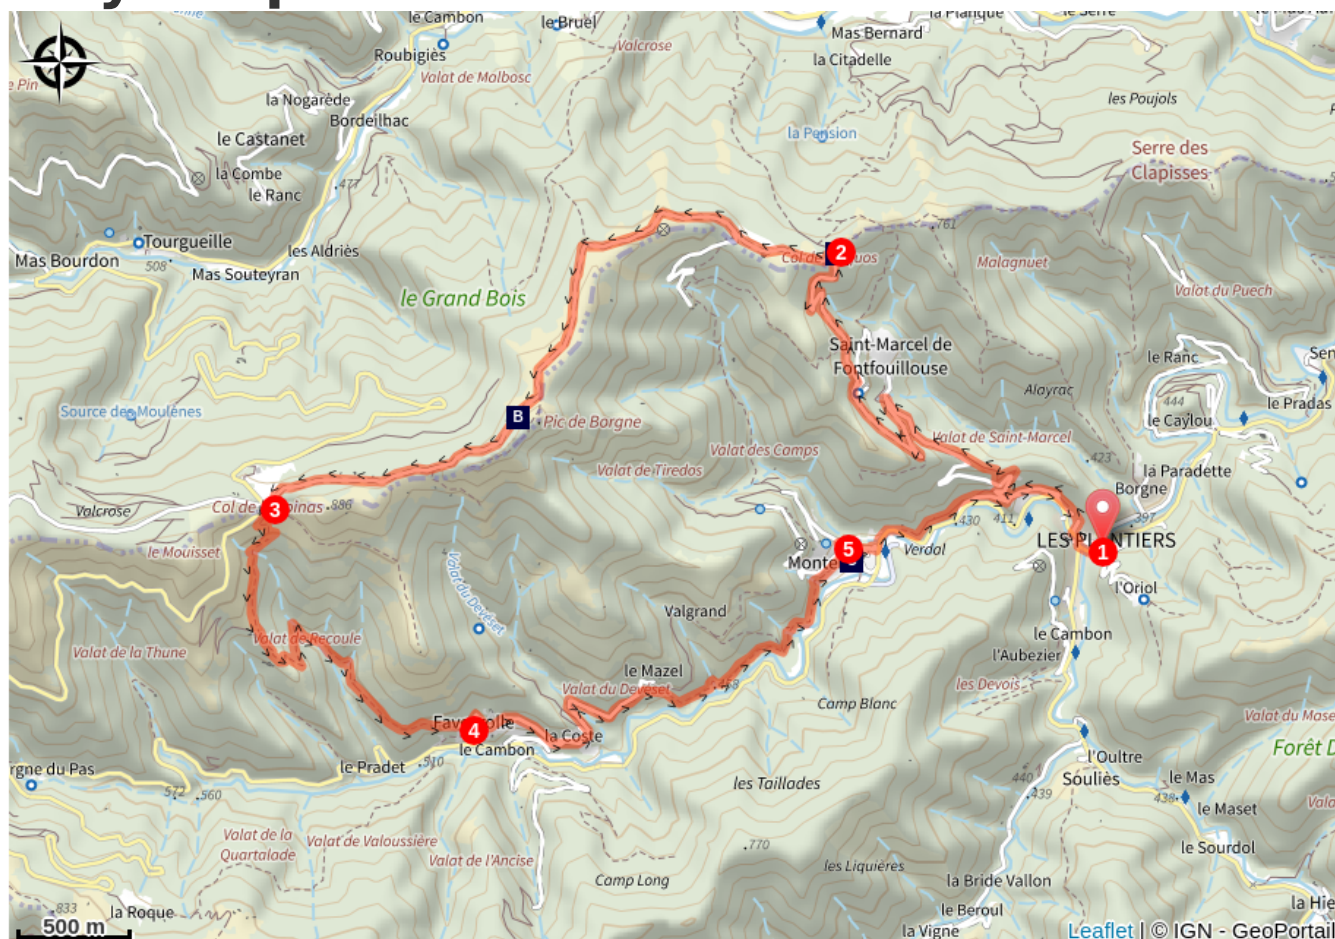 le Cambon
le Bruel
Mas Bernard
la Citadelle
Roubigiès
Valcrose
Valat de Molbosc
e Pin
la Nogarède
Bordeilhac
les Poujols
la Pension
le Castanet
Serre des
Clapisses
la Combe
477
le Ranc
761
Tourgueille
les Aldriès
2
Mas Bourdon
508
Mas Souteyran
Malagnuet
le Grand Bois
Valat du Puech
Saint-Marcel de
Fontfouillouse
le Ranc
Alayrac
444
le Pradas
Source des Moulènes
B
Pic de Borgne
le Caylou
Valat des Camps
Valat de Saint-Marcel
Valat de Tiredos
423
la Paradette
Borgne
Valcrose
3
886
430
411
397
le Mouisset
5
Verdal
1
l'Oriol
Valat du Devéset
Valgrand
le Cambon
Valat de la Thune
Valat de Recoule
l'Aubezier
le Mazel
les Devois
Valat du Devéset
Camp Blanc
4
la Coste
le Cambon
le Pradet
510
l'Oultre
rgne du Pas
les Taillades
440
Souliès
le Mas
572
560
439
438
le Maset
Valat de la
Quartalade
Valat de Valoussière
Valat de l'Ancise
770
le Sourdol
les Liquières
Camp Long
la Bride Vallon
833
la Roque
le Beroul
500 m
la Vigne
Leaflet | © IGN - GeoPortail